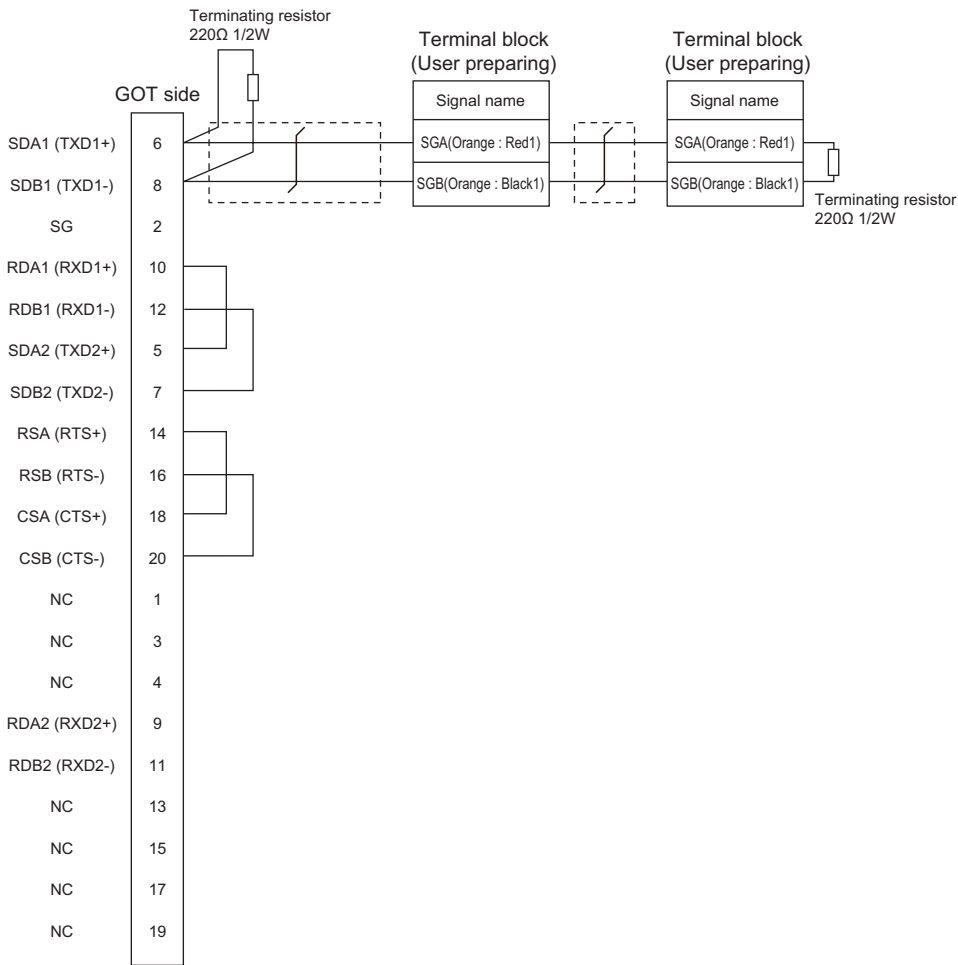 Terminating resistor
220Ω 1/2W
Terminal block
(User preparing)
Terminal block
(User preparing)
GOT side
Signal name
Signal name
SDA1 (TXD1+) 6 SGA(Orange : Red1) SGA(Orange : Red1)
SDB1 (TXD1-) 8 SGB(Orange : Black1) SGB(Orange : Black1)
Terminating resistor
220Ω 1/2W
SG 2
RDA1 (RXD1+) 10
RDB1 (RXD1-) 12
SDA2 (TXD2+) 5
SDB2 (TXD2-) 7
RSA (RTS+) 14
RSB (RTS-) 16
CSA (CTS+) 18
CSB (CTS-) 20
NC 1
NC 3
NC 4
RDA2 (RXD2+) 9
RDB2 (RXD2-) 11
NC 13
NC 15
NC 17
NC 19